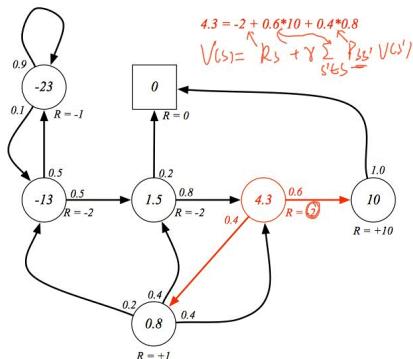 4.3 = -2 + 0.6*10 + 0.4*0.8
V(s) = Rs + γ Σ Pss' V(s')
s'∈S
0.9
-23
0
R = -1
R = 0
0.1
1.0
0.5
0.2
-13
0.5
1.5
0.8
4.3
0.6
10
R = -2
R = -2
0.4
R = -2
R = +10
0.2
0.4
0.4
0.8
R = +1